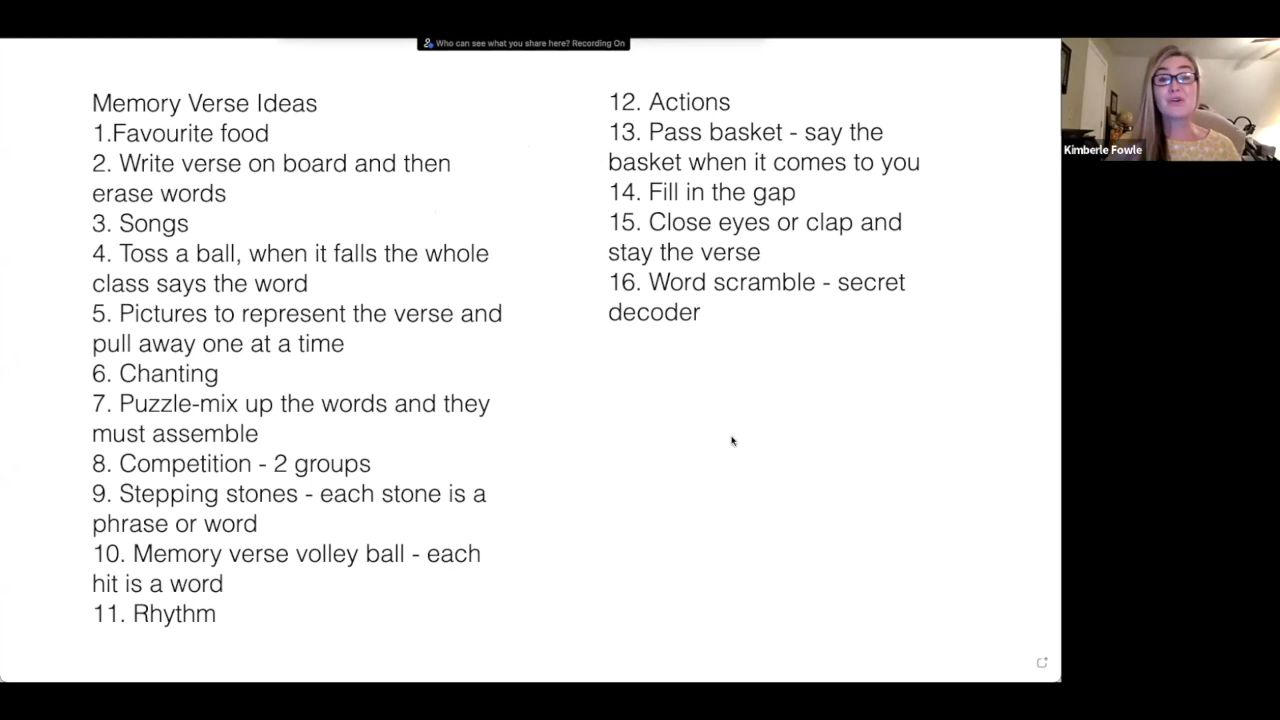 Who can see what you share here? Recording On
Memory Verse Ideas
1.Favourite food
2. Write verse on board and then
erase words
3. Songs
4. Toss a ball, when it falls the whole
class says the word
5. Pictures to represent the verse and
pull away one at a time
6. Chanting
7. Puzzle-mix up the words and they
must assemble
8. Competition - 2 groups
9. Stepping stones - each stone is a
phrase or word
10. Memory verse volley ball - each
hit is a word
11. Rhythm
12. Actions
13. Pass basket - say the
basket when it comes to you
14. Fill in the gap
15. Close eyes or clap and
stay the verse
16. Word scramble - secret
decoder
Kimberle Fowle